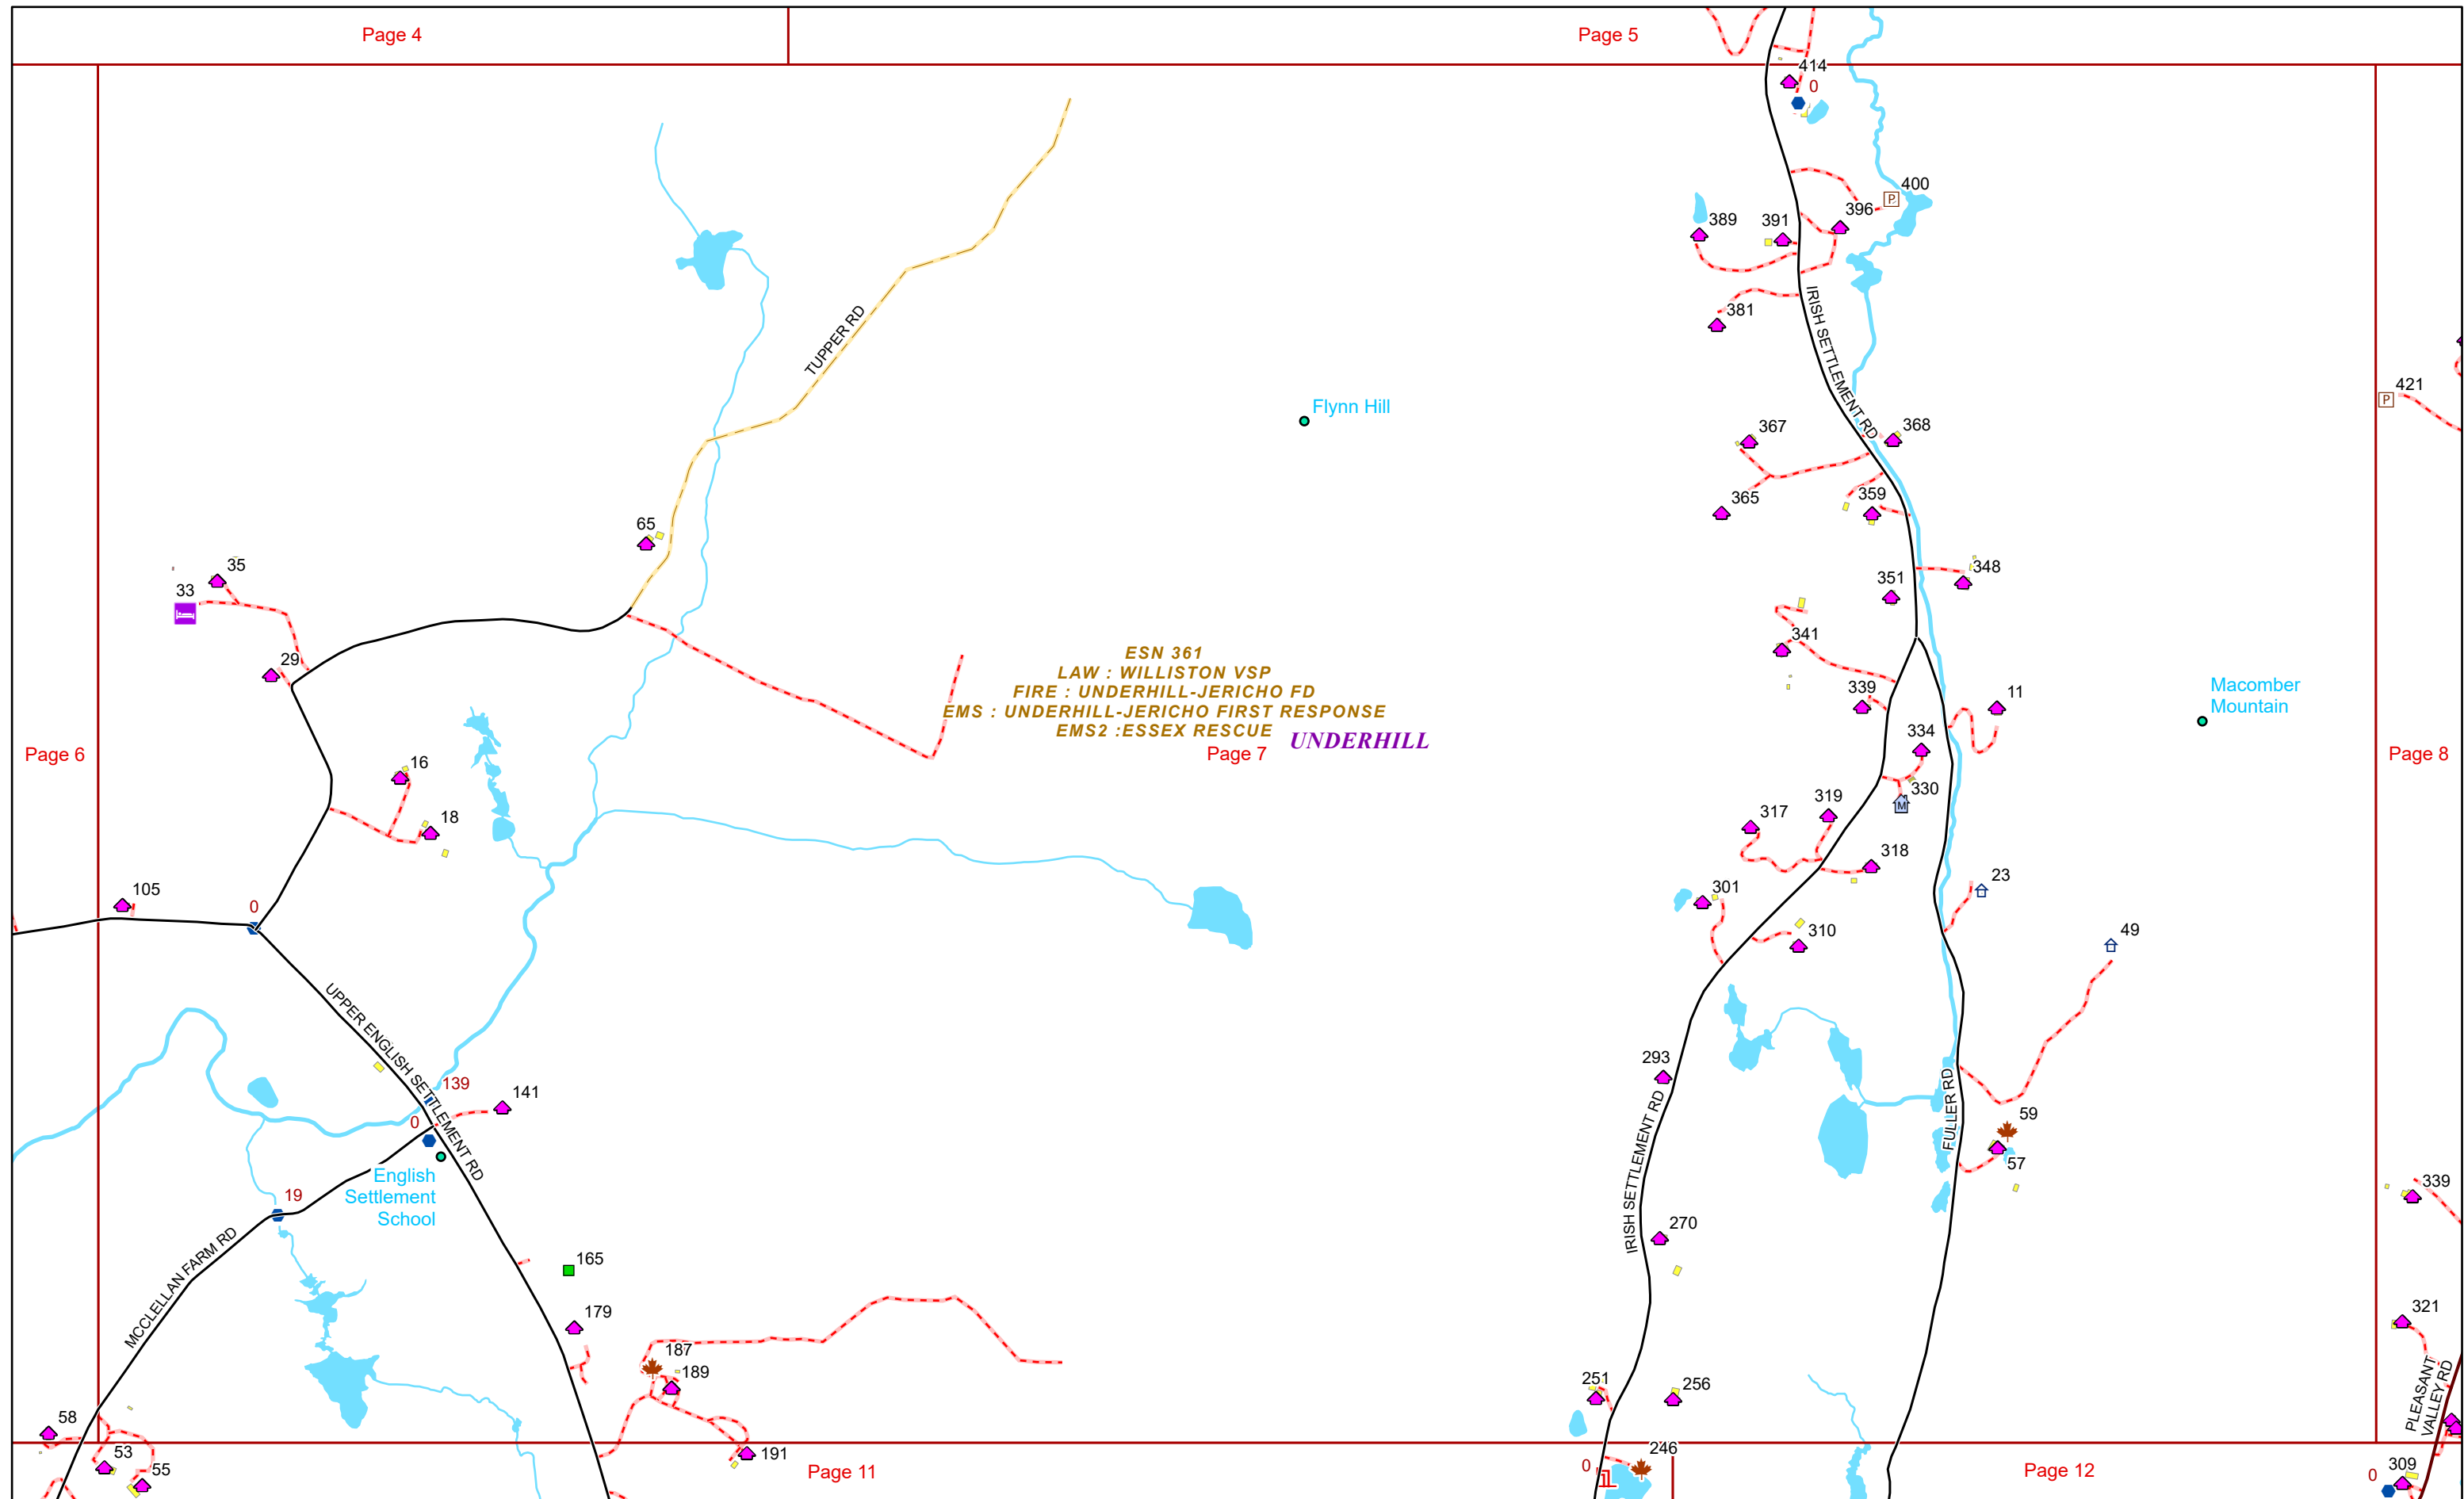 Page 4
Page 5
414
0
400
396
389
391
381
TUPPER RD
IRISH SETTLEMENT RD
421
Flynn Hill
367
368
365
359
65
35
33
348
351
341
29
ESN 361
LAW : WILLISTON VSP
FIRE : UNDERHILL-JERICHO FD
EMS : UNDERHILL-JERICHO FIRST RESPONSE
EMS2 :ESSEX RESCUE
UNDERHILL
339
11
Macomber
Mountain
334
Page 6
Page 7
Page 8
16
330
M
18
317
319
318
105
0
301
23
310
49
UPPER ENGLISH SETTLEMENT RD
293
139
141
0
FULLER RD
59
57
English
Settlement
School
19
339
IRISH SETTLEMENT RD
270
MCCLELLAN FARM RD
165
179
321
187
189
PLEASANT
VALLEY RD
251
256
58
53
55
191
Page 11
246
0
Page 12
0
309
P
P